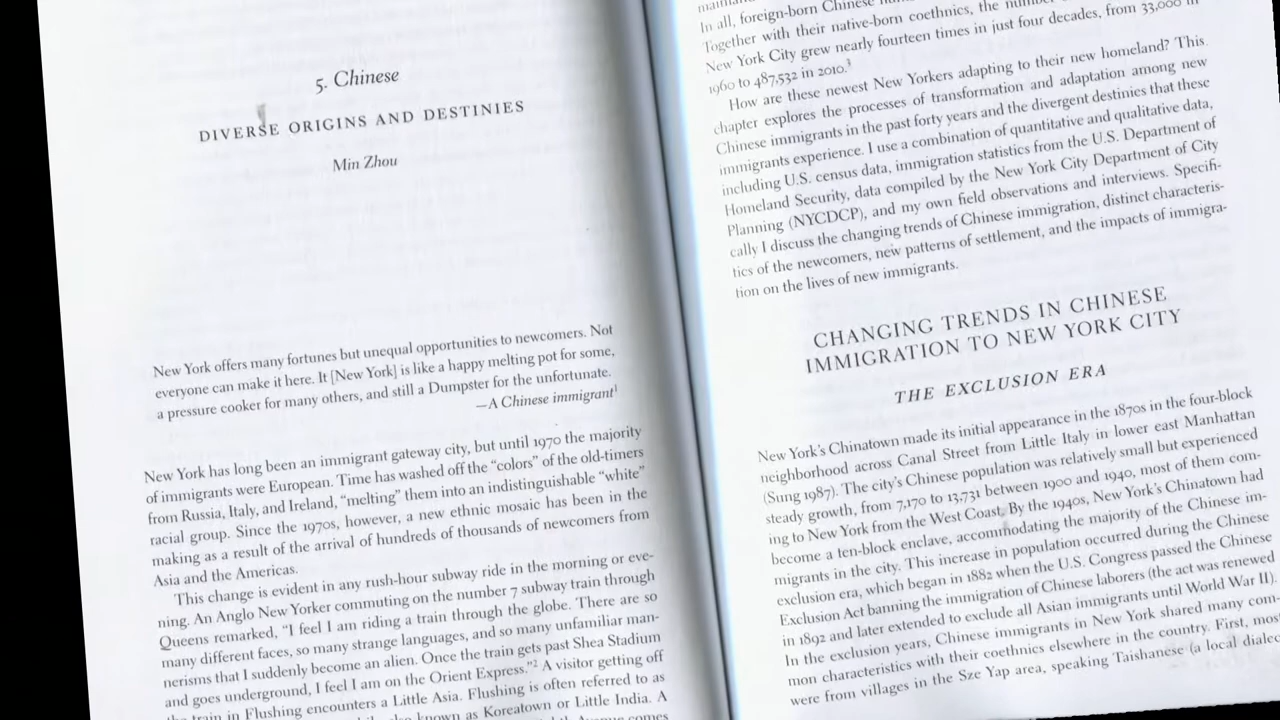 5. Chinese
DIVERSE ORIGINS AND DESTINIES
Min Zhou
New York offers many fortunes but unequal opportunities to newcomers. Not
everyone can make it here. It [New York] is like a happy melting pot for some,
a pressure cooker for many others, and still a Dumpster for the unfortunate.
—A Chinese immigrant¹
New York has long been an immigrant gateway city, but until 1970 the majority
of immigrants were European. Time has washed off the “colors” of the old-timers
from Russia, Italy, and Ireland, “melting” them into an indistinguishable “white”
racial group. Since the 1970s, however, a new ethnic mosaic has been in the
making as a result of the arrival of hundreds of thousands of newcomers from
Asia and the Americas.
This change is evident in any rush-hour subway ride in the morning or eve-
ning. An Anglo New Yorker commuting on the number 7 subway train through
Queens remarked, “I feel I am riding a train through the globe. There are so
many different faces, so many strange languages, and so many unfamiliar man-
nerisms that I suddenly become an alien. Once the train gets past Shea Stadium
and goes underground, I feel I am on the Orient Express.”² A visitor getting off
the train in Flushing encounters a Little Asia. Flushing is often referred to as
known as Koreatown or Little India. A
comes
In all, foreign-born Chinese
Together with their native-born coethnics, the
New York City grew nearly fourteen times in just four decades, from 33,000 in
1960 to 487,532 in 2010.³
How are these newest New Yorkers adapting to their new homeland? This
chapter explores the processes of transformation and adaptation among new
Chinese immigrants in the past forty years and the divergent destinies that these
immigrants experience. I use a combination of quantitative and qualitative data,
including U.S. census data, immigration statistics from the U.S. Department of
Homeland Security, data compiled by the New York City Department of City
Planning (NYCDCP), and my own field observations and interviews. Specifi-
cally I discuss the changing trends of Chinese immigration, distinct characteris-
tics of the newcomers, new patterns of settlement, and the impacts of immigra-
tion on the lives of new immigrants.
CHANGING TRENDS IN CHINESE
IMMIGRATION TO NEW YORK CITY
THE EXCLUSION ERA
New York’s Chinatown made its initial appearance in the 1870s in the four-block
neighborhood across Canal Street from Little Italy in lower east Manhattan
(Sung 1987). The city’s Chinese population was relatively small but experienced
steady growth, from 7,170 to 13,731 between 1900 and 1940, most of them com-
ing to New York from the West Coast. By the 1940s, New York’s Chinatown had
become a ten-block enclave, accommodating the majority of the Chinese im-
migrants in the city. This increase in population occurred during the Chinese
exclusion era, which began in 1882 when the U.S. Congress passed the Chinese
Exclusion Act banning the immigration of Chinese laborers (the act was renewed
in 1892 and later extended to exclude all Asian immigrants until World War II).
In the exclusion years, Chinese immigrants in New York shared many com-
mon characteristics with their coethnics elsewhere in the country. First, most
were from villages in the Sze Yap area, speaking Taishanese (a local dialec